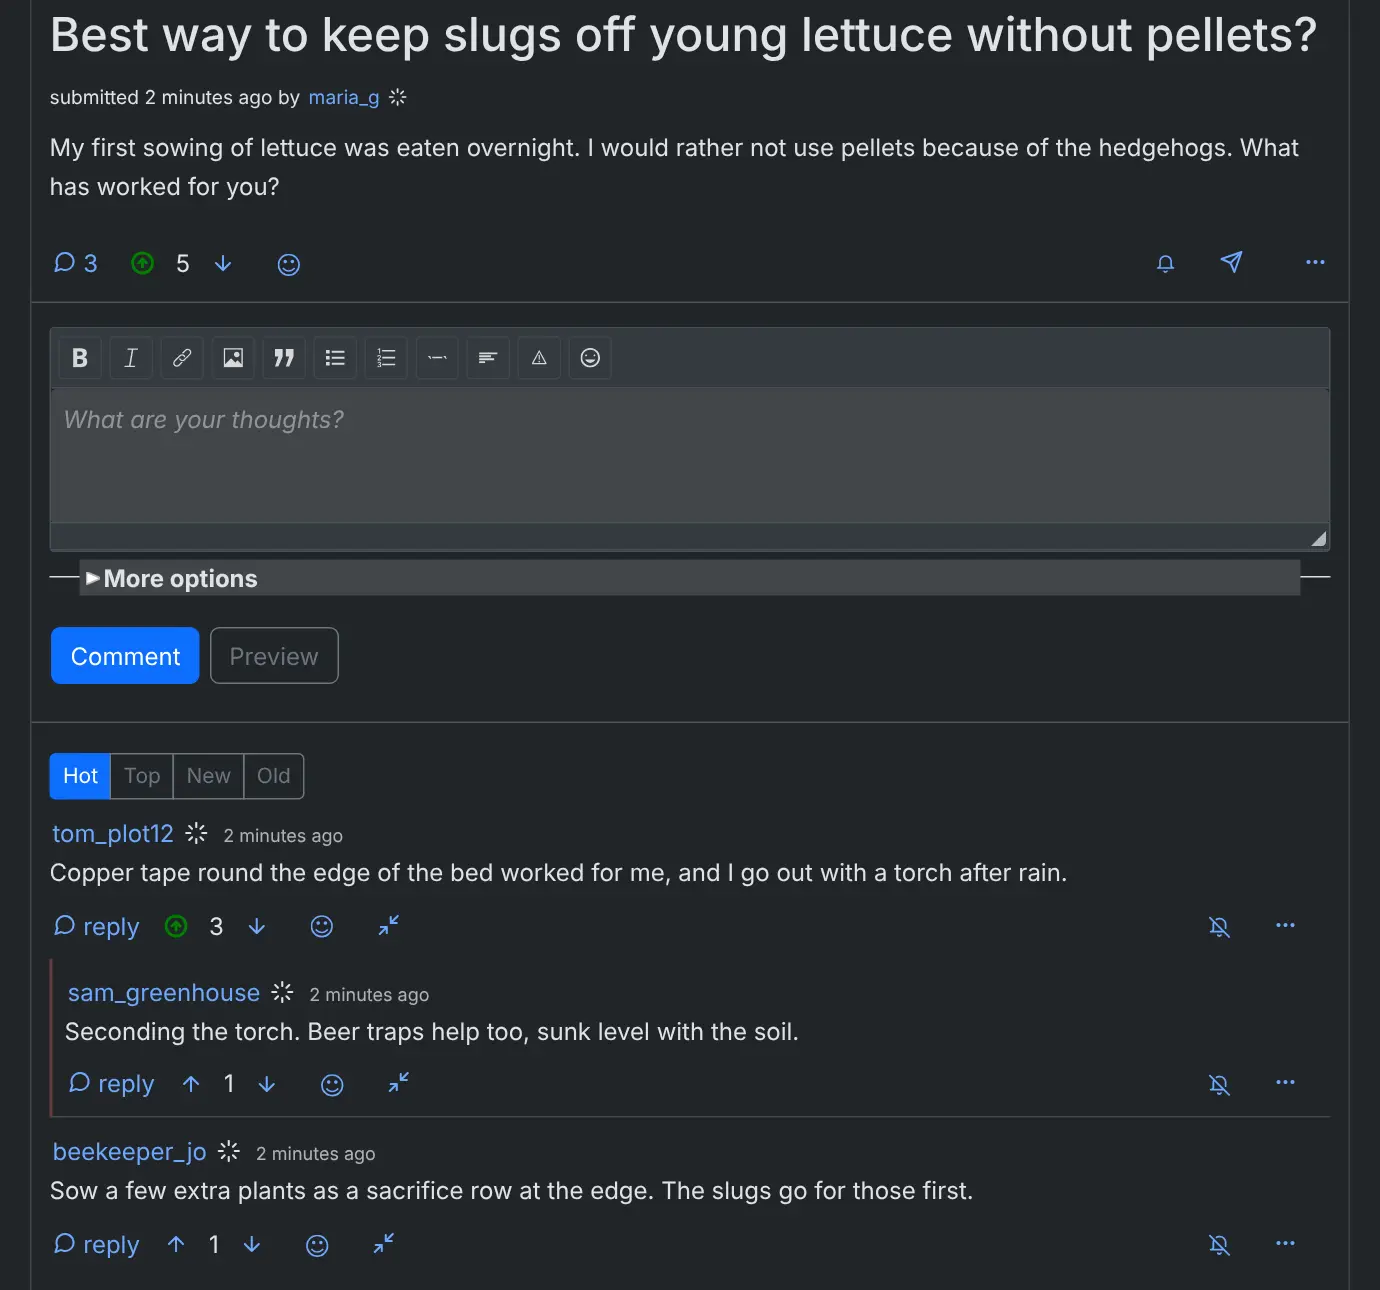 Best way to keep slugs off young lettuce without pellets?
submitted 2 minutes ago by maria_g
My first sowing of lettuce was eaten overnight. I would rather not use pellets because of the hedgehogs. What
has worked for you?
3 5
B I
What are your thoughts?
More options
Comment Preview
Hot Top New Old
tom_plot12 2 minutes ago
Copper tape round the edge of the bed worked for me, and I go out with a torch after rain.
reply 3
sam_greenhouse 2 minutes ago
Seconding the torch. Beer traps help too, sunk level with the soil.
reply 1
beekeeper_jo 2 minutes ago
Sow a few extra plants as a sacrifice row at the edge. The slugs go for those first.
reply 1